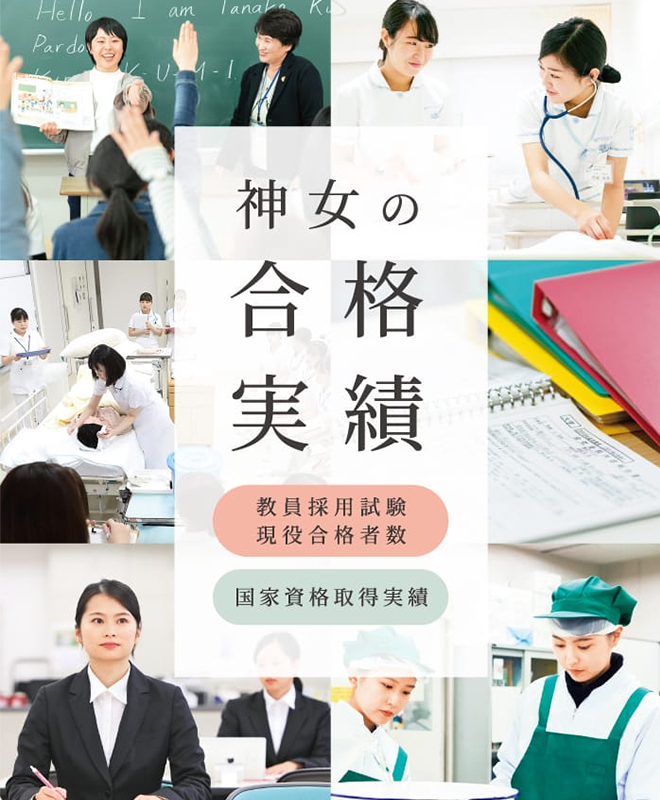 Hello I am Tanaka
K-U-M-I.
神女の
合格
実績
教員採用試験
現役合格者数
国家資格取得実績